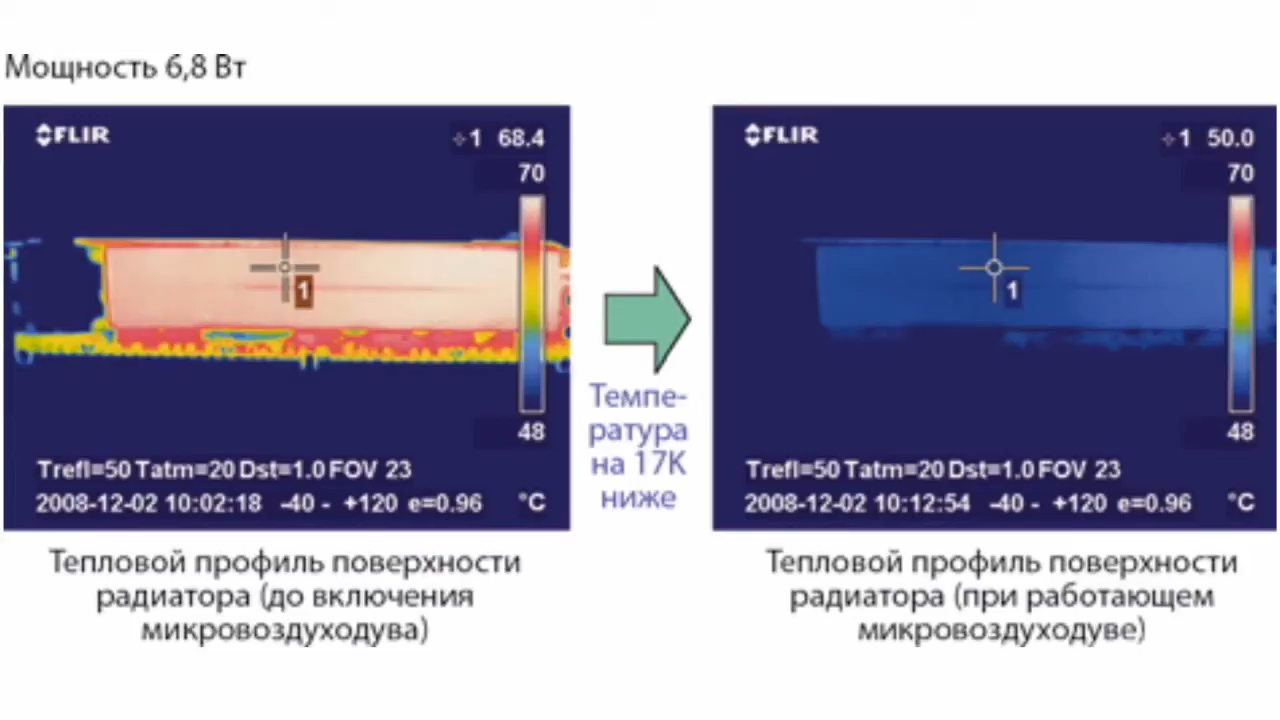 Мощность 6,8 Вт
FLIR
÷1 68.4
70
1
48
Trefl=50 Tatm=20 Dst=1.0 FOV 23
2008-12-02 10:02:18 -40 - +120 e=0.96 °C
Тепловой профиль поверхности
радиатора (до включения
микровоздуходува)
Темпе-
ратура
на 17K
ниже
FLIR
÷1 50.0
70
1
48
Trefl=50 Tatm=20 Dst=1.0 FOV 23
2008-12-02 10:12:54 -40 - +120 e=0.96 °C
Тепловой профиль поверхности
радиатора (при работающем
микровоздуходуве)